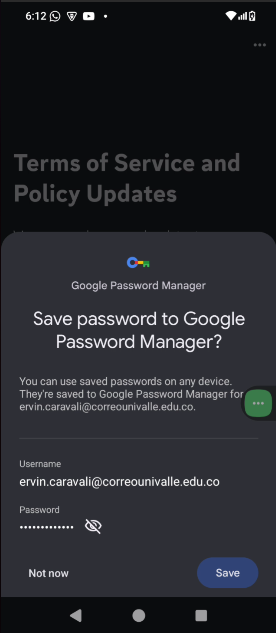 6:12
Terms of Service and
Policy Updates
Google Password Manager
Save password to Google
Password Manager?
You can use saved passwords on any device.
They're saved to Google Password Manager for
ervin.caravali@correounivalle.edu.co.
Username
ervin.caravali@correounivalle.edu.co
Password
•••••••••••••
Not now
Save